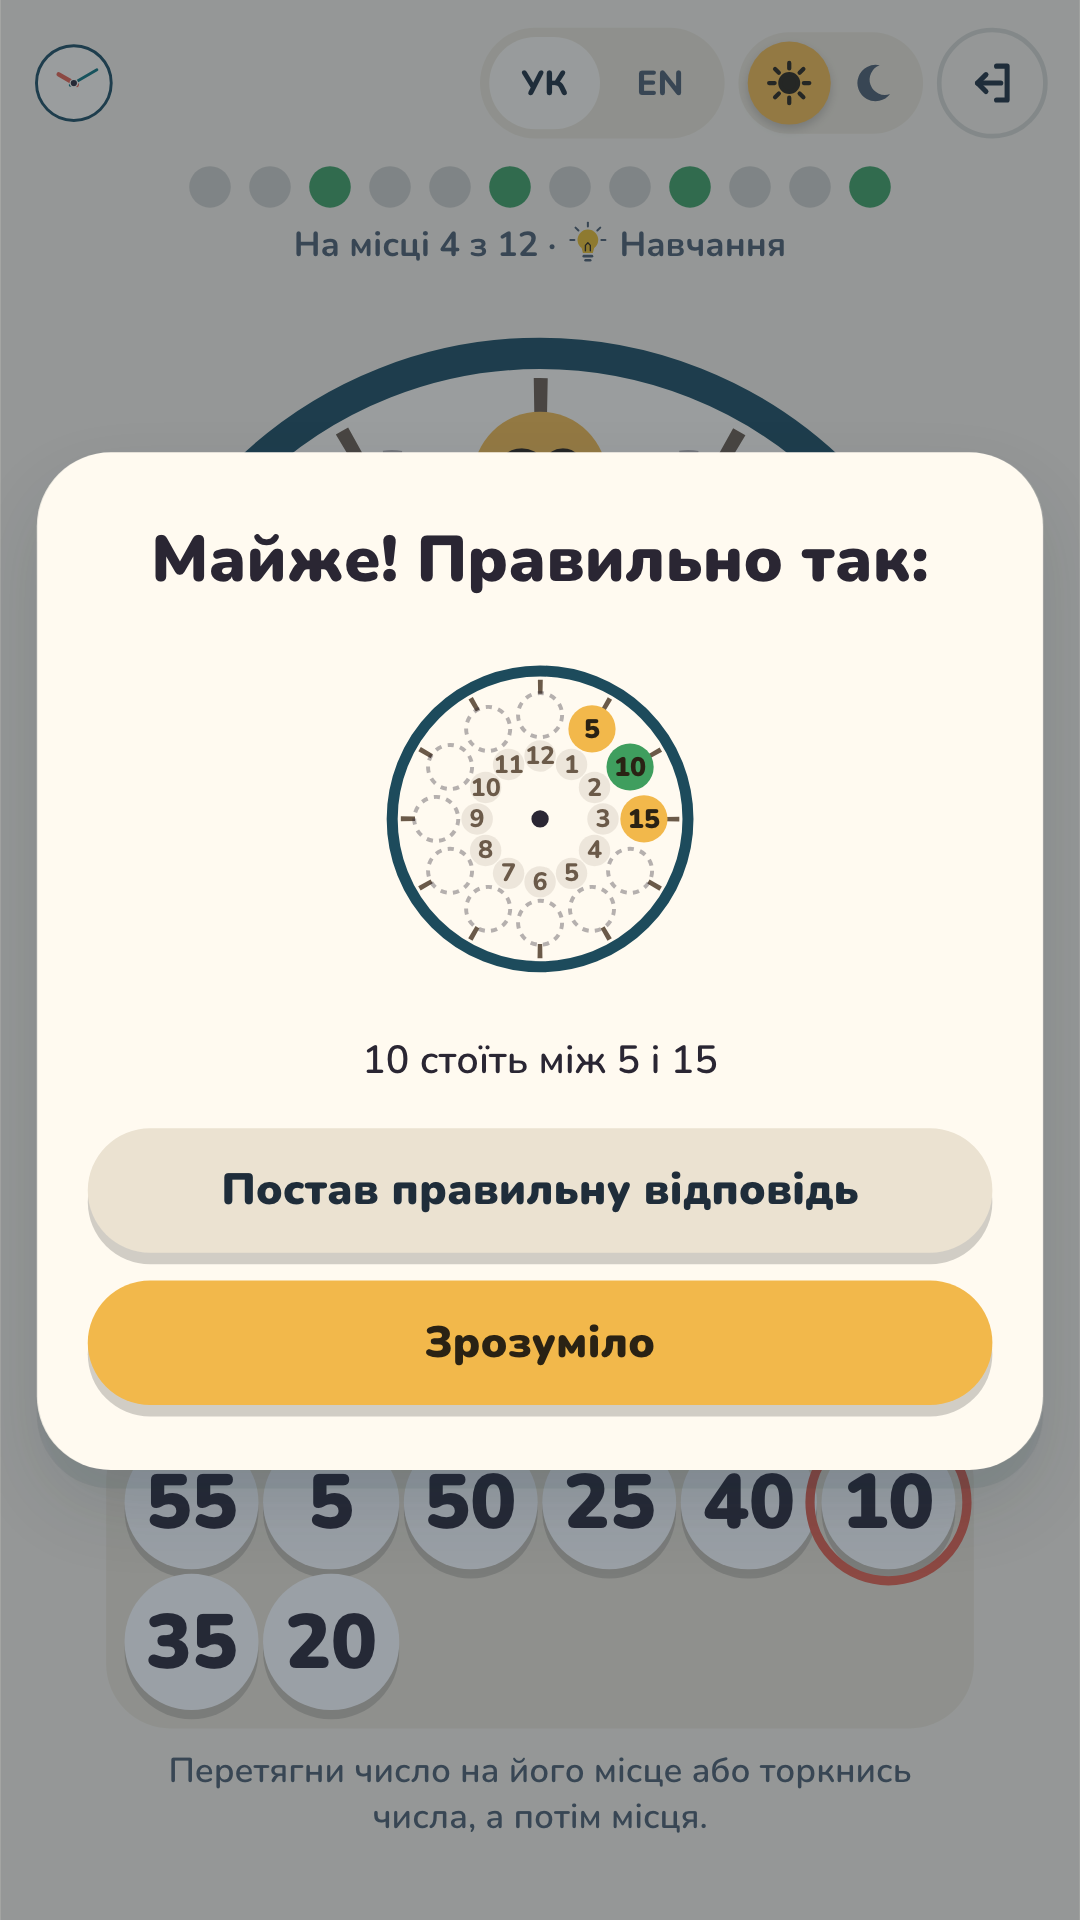 УК EN
На місці 4 з 12 · Навчання
Майже! Правильно так:
5
10
15
12
1
2
3
4
5
6
7
8
9
10
11
10 стоїть між 5 і 15
Постав правильну відповідь
Зрозуміло
55 5 50 25 40 10
35 20
Перетягни число на його місце або торкнись
числа, а потім місця.